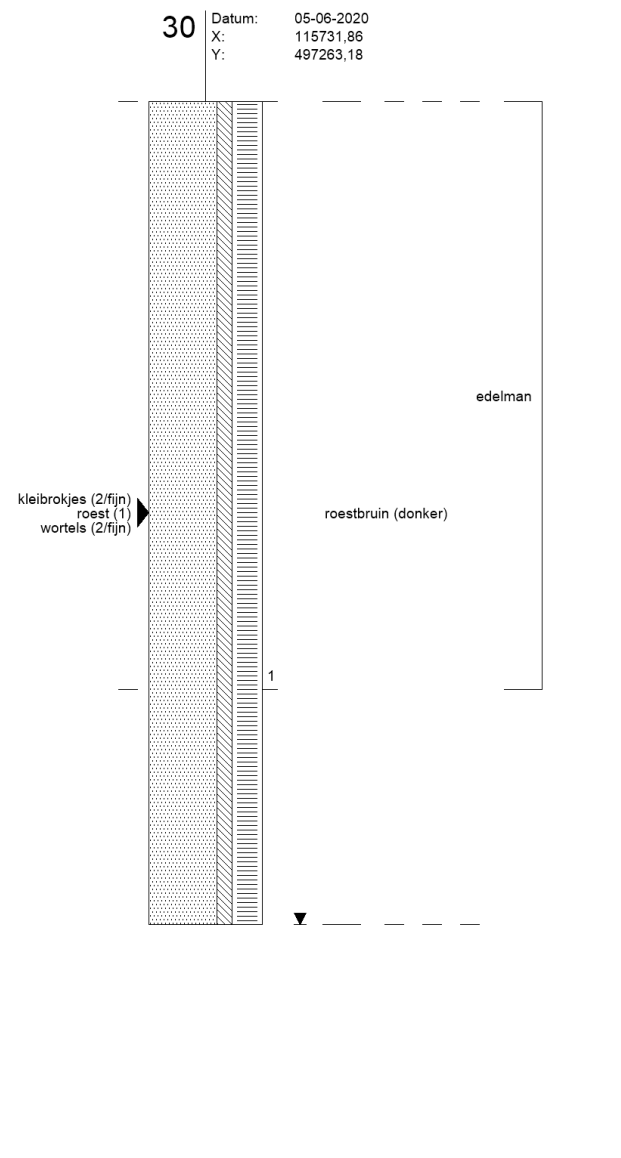 30
Datum: 05-06-2020
X: 115731,86
Y: 497263,18
edelman
kleibrokjes (2/fijn)
roest (1)
wortels (2/fijn)
roestbruin (donker)
1